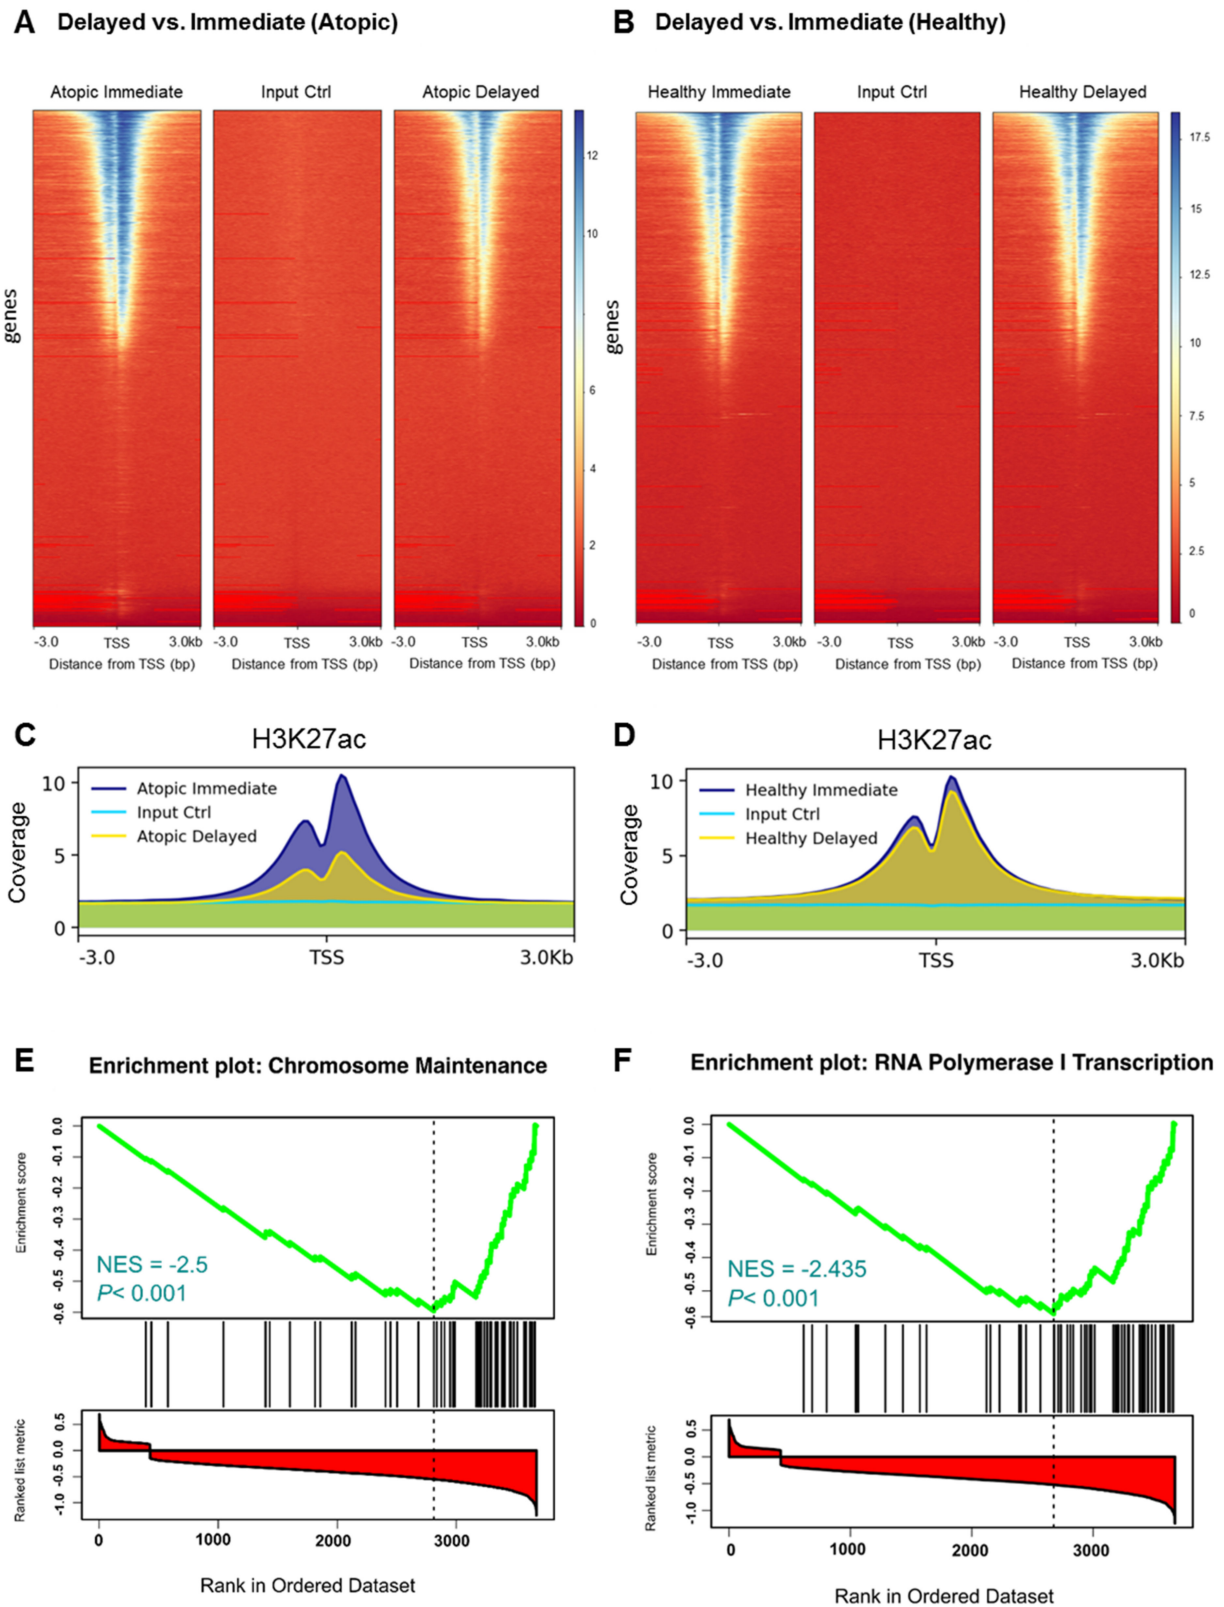 A Delayed vs. Immediate (Atopic)
B Delayed vs. Immediate (Healthy)
Atopic Immediate
Input Ctrl
Atopic Delayed
genes
12
10
6
4
2
0
-3.0 TSS 3.0kb
-3.0 TSS 3.0kb
-3.0 TSS 3.0kb
Distance from TSS (bp)
Distance from TSS (bp)
Healthy Immediate
Input Ctrl
Healthy Delayed
genes
17.5
15
12.5
10
7.5
5
2.5
0
-3.0 TSS 3.0kb
-3.0 TSS 3.0kb
-3.0 TSS 3.0kb
Distance from TSS (bp)
Distance from TSS (bp)
C
H3K27ac
Coverage
10
5
0
Atopic Immediate
Input Ctrl
Atopic Delayed
-3.0 TSS 3.0Kb
D
H3K27ac
Coverage
10
5
0
Healthy Immediate
Input Ctrl
Healthy Delayed
-3.0 TSS 3.0Kb
E Enrichment plot: Chromosome Maintenance
Enrichment score
0.0
-0.1
-0.2
-0.3
-0.4
-0.5
-0.6
NES = -2.5
P< 0.001
Ranked list metric
0.5
0.0
-0.5
-1.0
0 1000 2000 3000
Rank in Ordered Dataset
F Enrichment plot: RNA Polymerase I Transcription
Enrichment score
0.0
-0.1
-0.2
-0.3
-0.4
-0.5
-0.6
NES = -2.435
P< 0.001
Ranked list metric
0.5
0.0
-0.5
-1.0
0 1000 2000 3000
Rank in Ordered Dataset